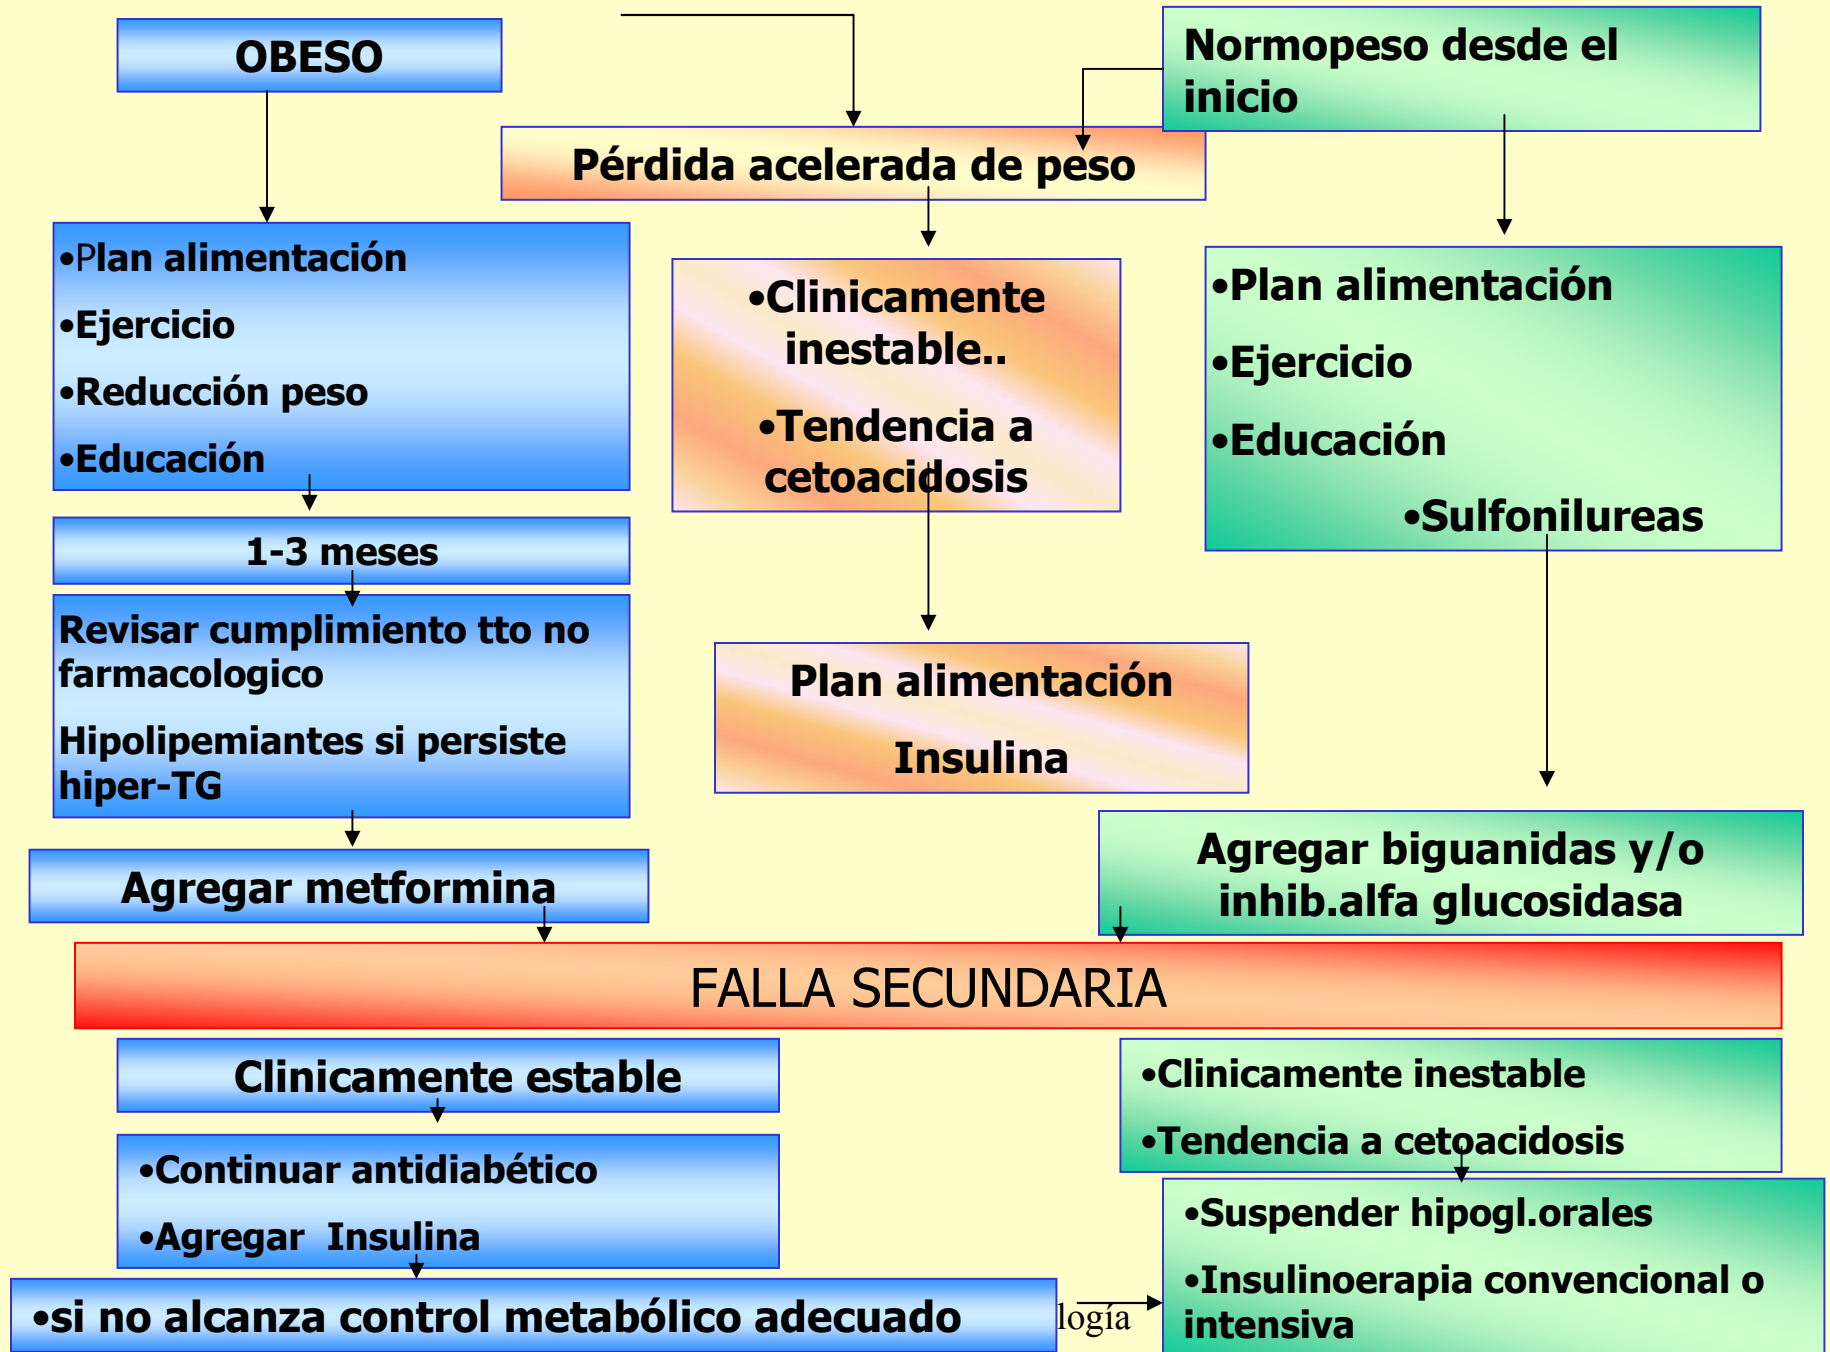 OBESO
Normopeso desde el
inicio
Pérdida acelerada de peso
•Plan alimentación
•Ejercicio
•Reducción peso
•Educación
•Clinicamente
inestable..
•Tendencia a
cetoacidosis
•Plan alimentación
•Ejercicio
•Educación
•Sulfonilureas
1-3 meses
Revisar cumplimiento tto no
farmacologico
Hipolipemiantes si persiste
hiper-TG
Plan alimentación
Insulina
Agregar metformina
Agregar biguanidas y/o
inhib.alfa glucosidasa
FALLA SECUNDARIA
Clinicamente estable
•Continuar antidiabético
•Agregar Insulina
•si no alcanza control metabólico adecuado
logía
•Clinicamente inestable
•Tendencia a cetoacidosis
•Suspender hipogl.orales
•Insulinoerapia convencional o
intensiva